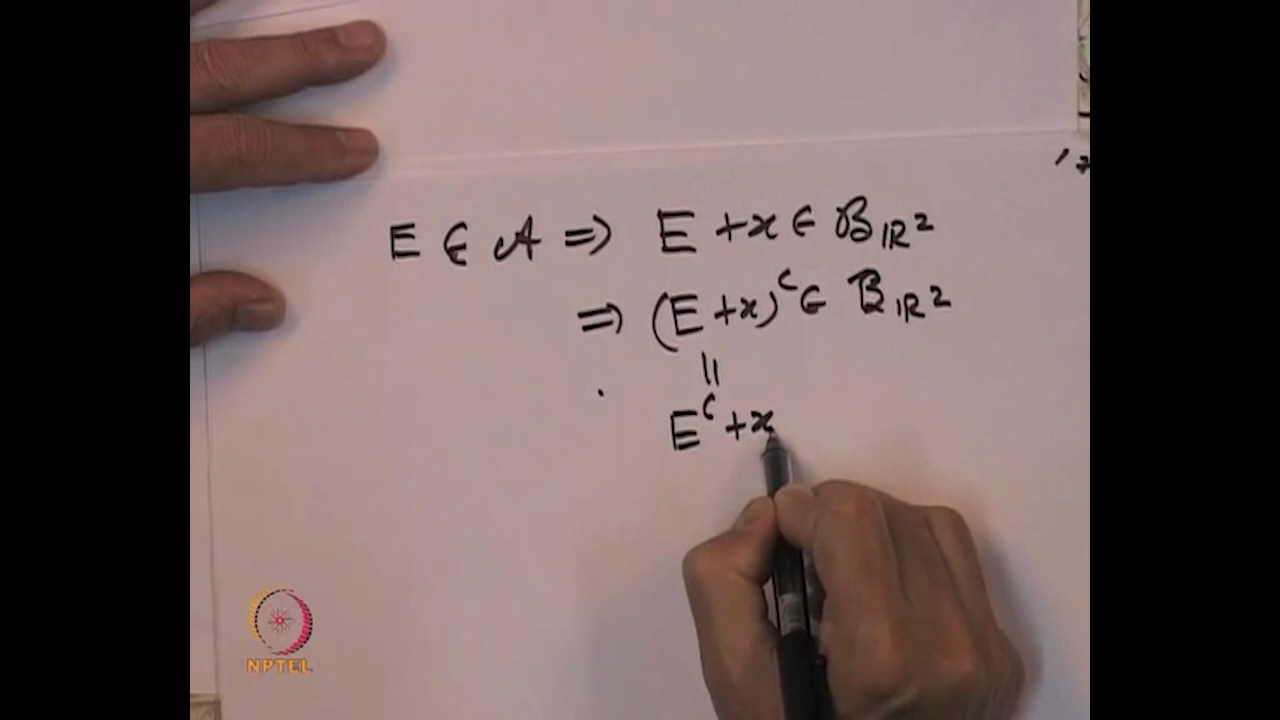 E ∈ 𝒜 ⇒ E + x ∈ ℬ_ℝ²
⇒ (E + x)^c ∈ ℬ_ℝ²
||
E^c + x
NPTEL